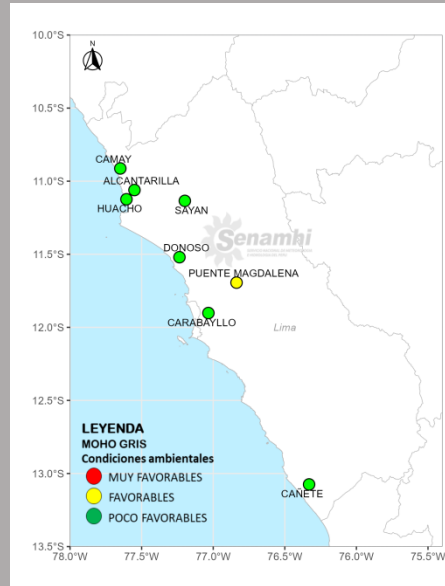 10.0°S
N
10.5°S
CAMAY
11.0°S
ALCANTARILLA
HUACHO
SAYAN
Senamhi
11.5°S
DONOSO
PUENTE MAGDALENA
CARABAYLLO
12.0°S
Lima
12.5°S
LEYENDA
MOHO GRIS
Condiciones ambientales
MUY FAVORABLES
FAVORABLES
POCO FAVORABLES
13.0°S
CAÑETE
13.5°S
78.0°W 77.5°W 77.0°W 76.5°W 76.0°W 75.5°W